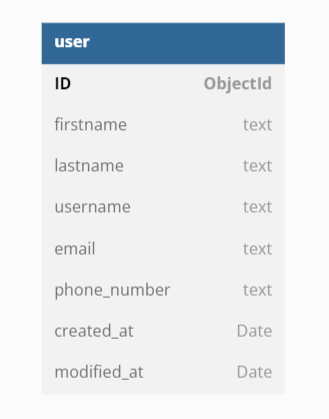 user
ID ObjectId
firstname text
lastname text
username text
email text
phone_number text
created_at Date
modified_at Date